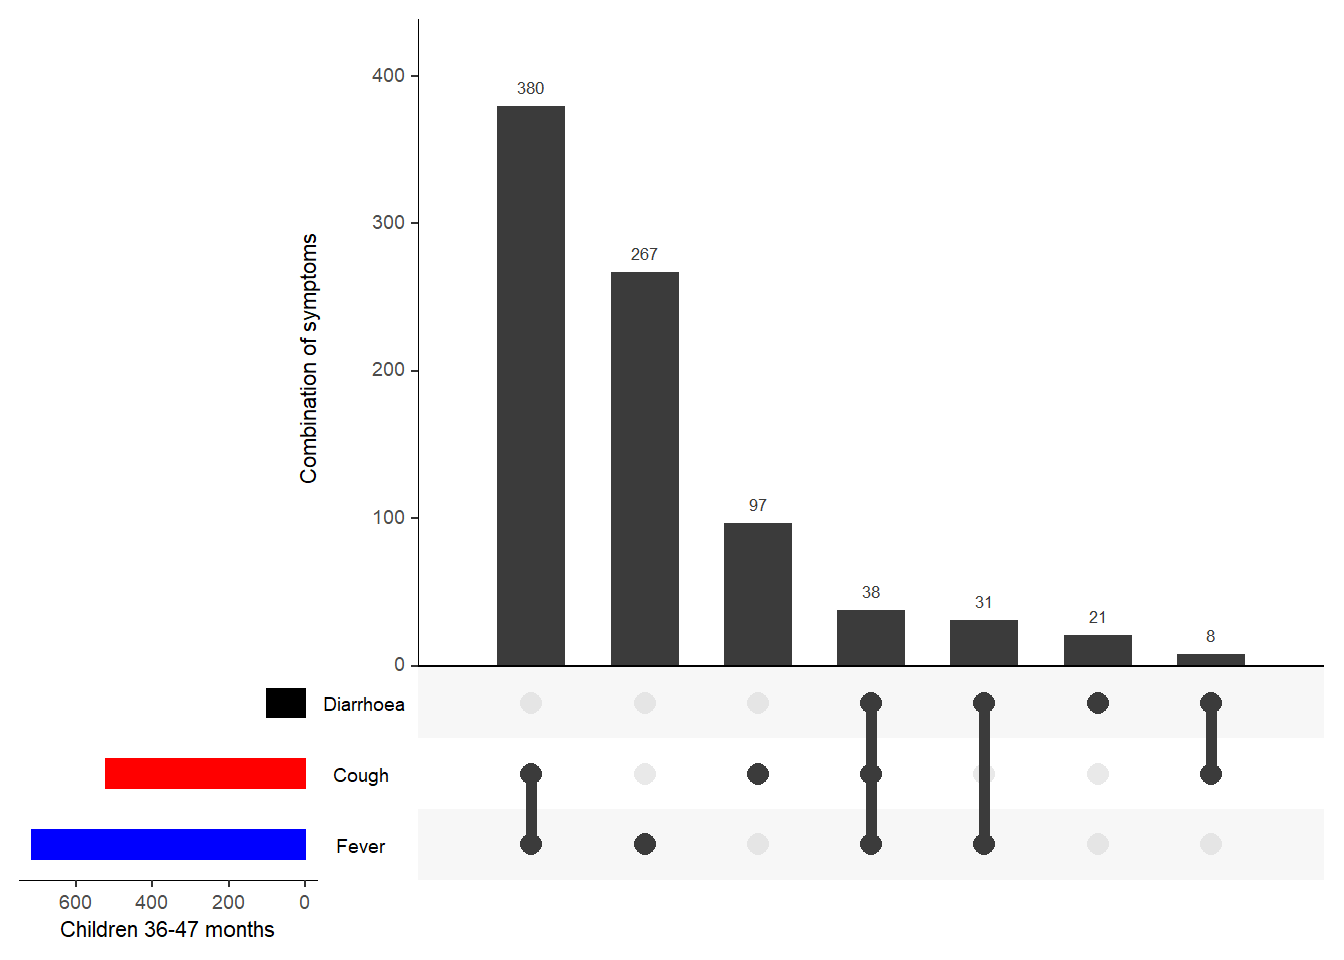 400
300
200
100
0
Combination of symptoms
380
267
97
38
31
21
8
Diarrhoea
Cough
Fever
600 400 200 0
Children 36-47 months